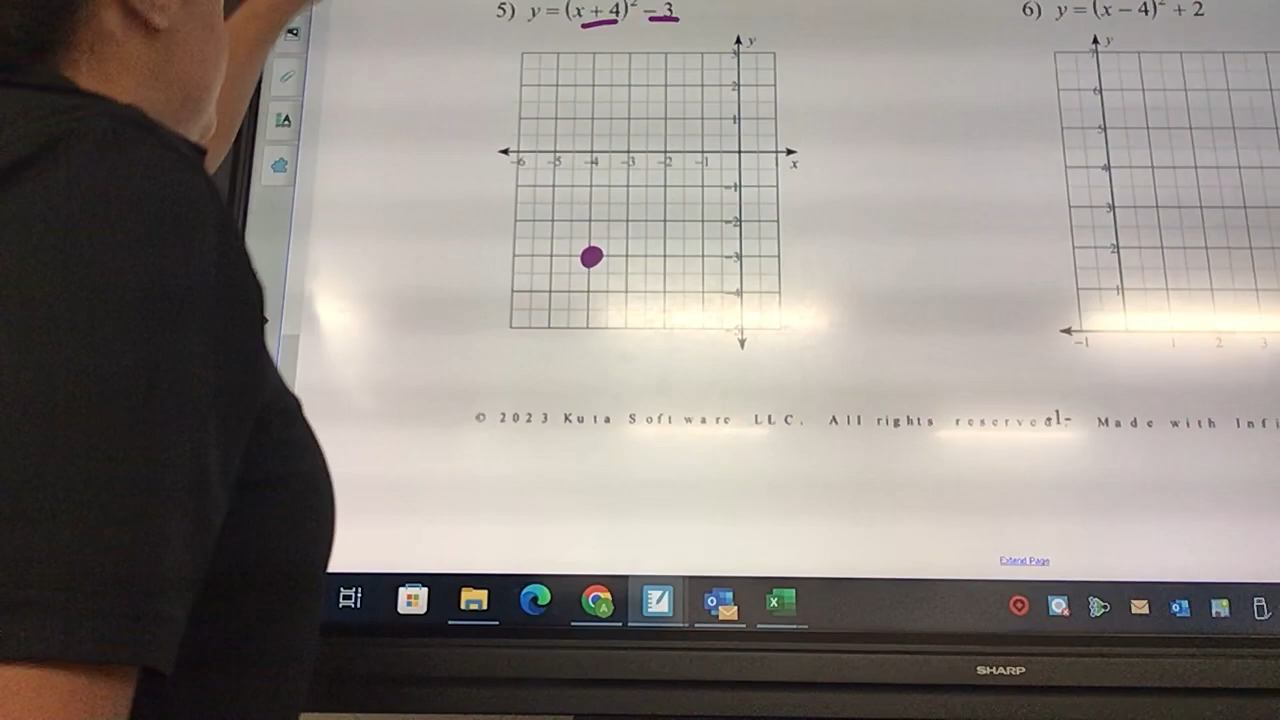 5) y = (x + 4)² − 3
6) y = (x − 4)² + 2
y
3
2
1
-6 -5 -4 -3 -2 -1
x
-1
-2
-3
-4
-5
y
7
6
5
4
3
2
1
-1 1 2 3
© 2023 Kuta Software LLC. All rights reserved. Made with Infi
Extend Page
SHARP